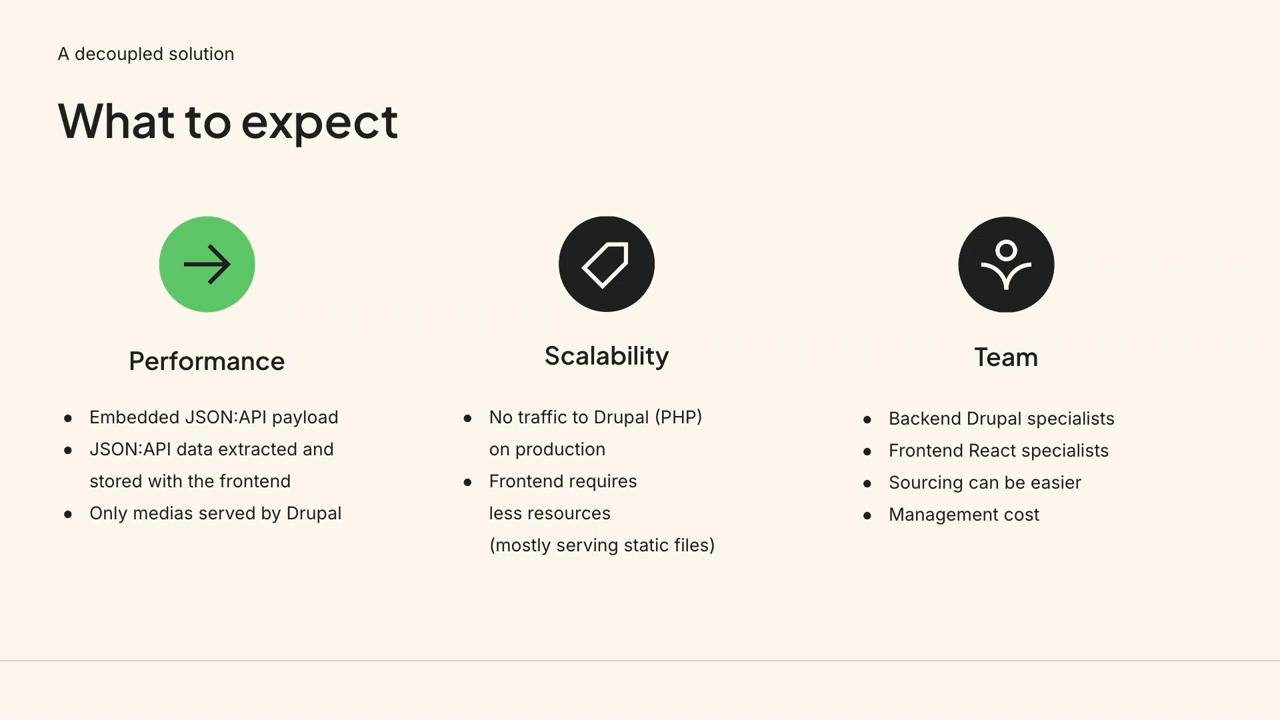 A decoupled solution
What to expect
Performance
● Embedded JSON:API payload
● JSON:API data extracted and
stored with the frontend
● Only medias served by Drupal
Scalability
● No traffic to Drupal (PHP)
on production
● Frontend requires
less resources
(mostly serving static files)
Team
● Backend Drupal specialists
● Frontend React specialists
● Sourcing can be easier
● Management cost